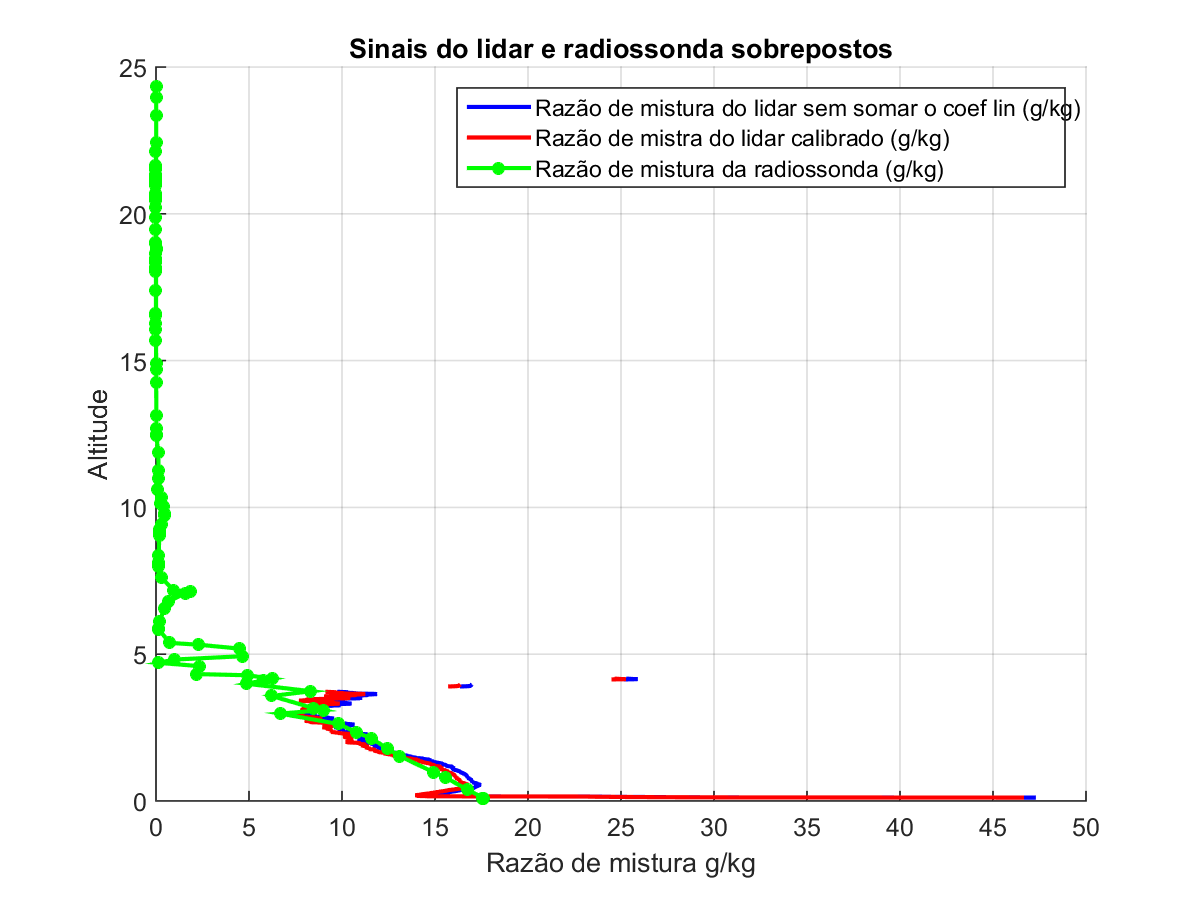 Sinais do lidar e radiossonda sobrepostos
Razão de mistura do lidar sem somar o coef lin (g/kg)
Razão de mistra do lidar calibrado (g/kg)
Razão de mistura da radiossonda (g/kg)
25
20
15
10
5
0
Altitude
0 5 10 15 20 25 30 35 40 45 50
Razão de mistura g/kg